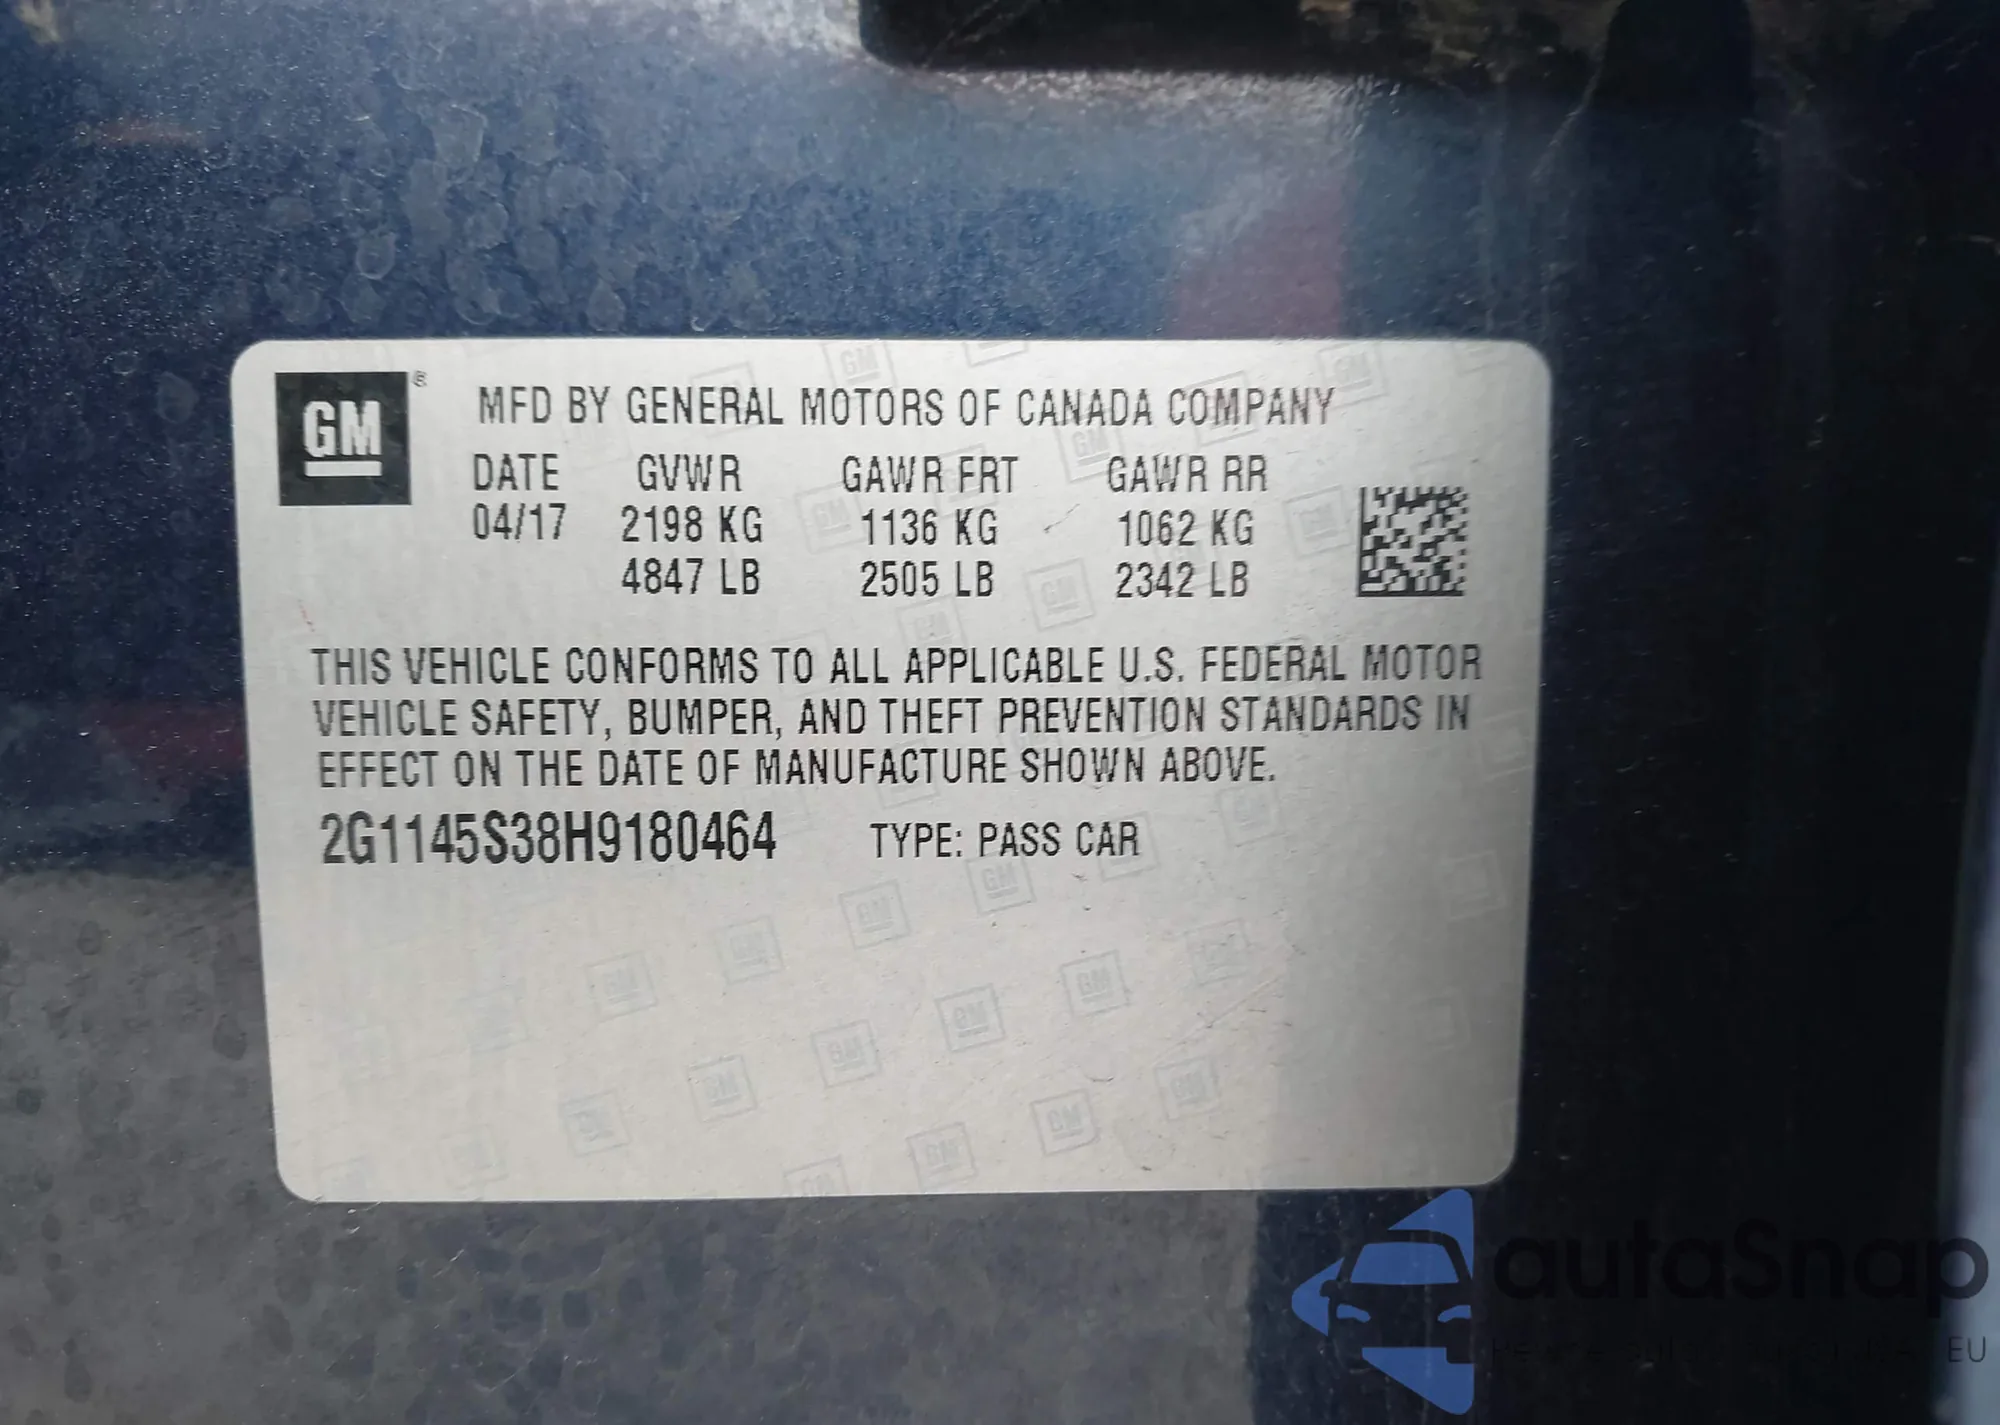 GM®
MFD BY GENERAL MOTORS OF CANADA COMPANY
DATE GVWR GAWR FRT GAWR RR
04/17 2198 KG 1136 KG 1062 KG
4847 LB 2505 LB 2342 LB
THIS VEHICLE CONFORMS TO ALL APPLICABLE U.S. FEDERAL MOTOR
VEHICLE SAFETY, BUMPER, AND THEFT PREVENTION STANDARDS IN
EFFECT ON THE DATE OF MANUFACTURE SHOWN ABOVE.
2G1145S38H9180464 TYPE: PASS CAR
autaSnap
EU